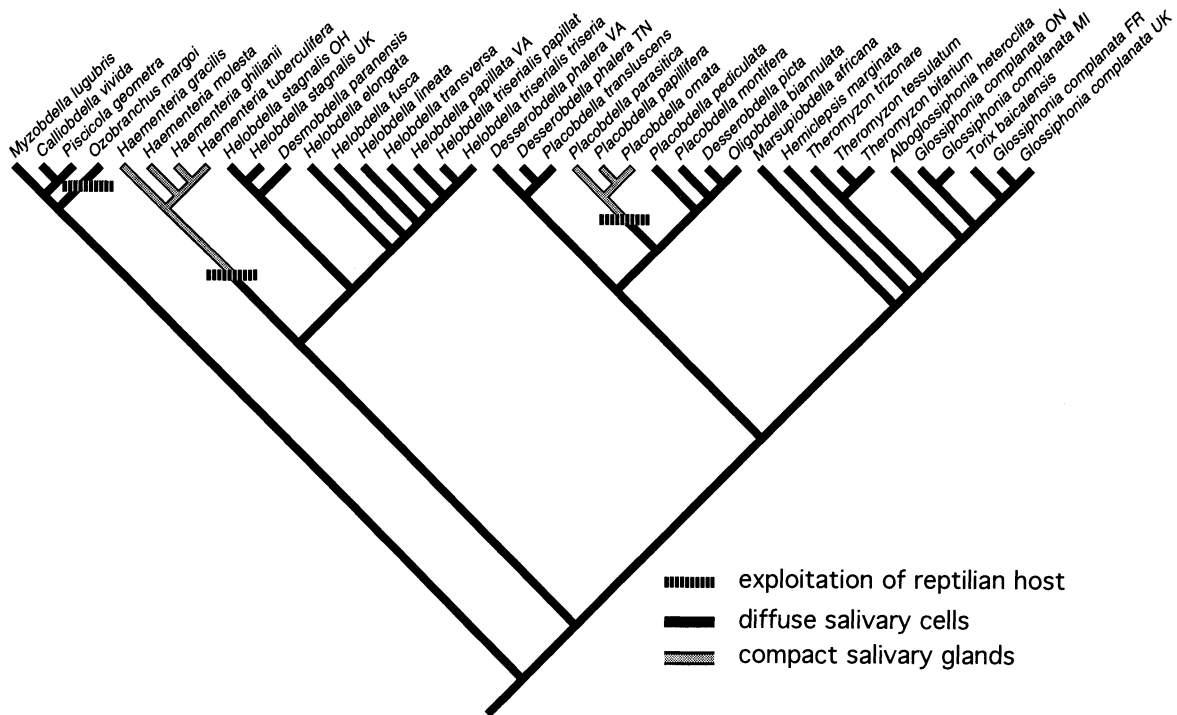 Myzobdella lugubris
Calliobdella vivida
Piscicola geometra
Ozobranchus margoi
Haementeria gracilis
Haementeria molesta
Haementeria ghilianii
Haementeria tuberculifera
Helobdella stagnalis OH
Helobdella stagnalis UK
Desmobdella paranensis
Helobdella elongata
Helobdella fusca
Helobdella lineata
Helobdella transversa
Helobdella papillata VA
Helobdella triserialis papillat
Helobdella triserialis triseria
Desserobdella phalera VA
Desserobdella phalera TN
Placobdella transluscens
Placobdella parasitica
Placobdella papillifera
Placobdella ornata
Placobdella pediculata
Placobdella montifera
Desserobdella picta
Oligobdella biannulata
Marsupiobdella africana
Hemiclepsis marginata
Theromyzon trizonare
Theromyzon tessulatum
Theromyzon bifarium
Alboglossiphonia heteroclita
Glossiphonia complanata ON
Glossiphonia complanata MI
Torix baicalensis
Glossiphonia complanata FR
Glossiphonia complanata UK
exploitation of reptilian host
diffuse salivary cells
compact salivary glands